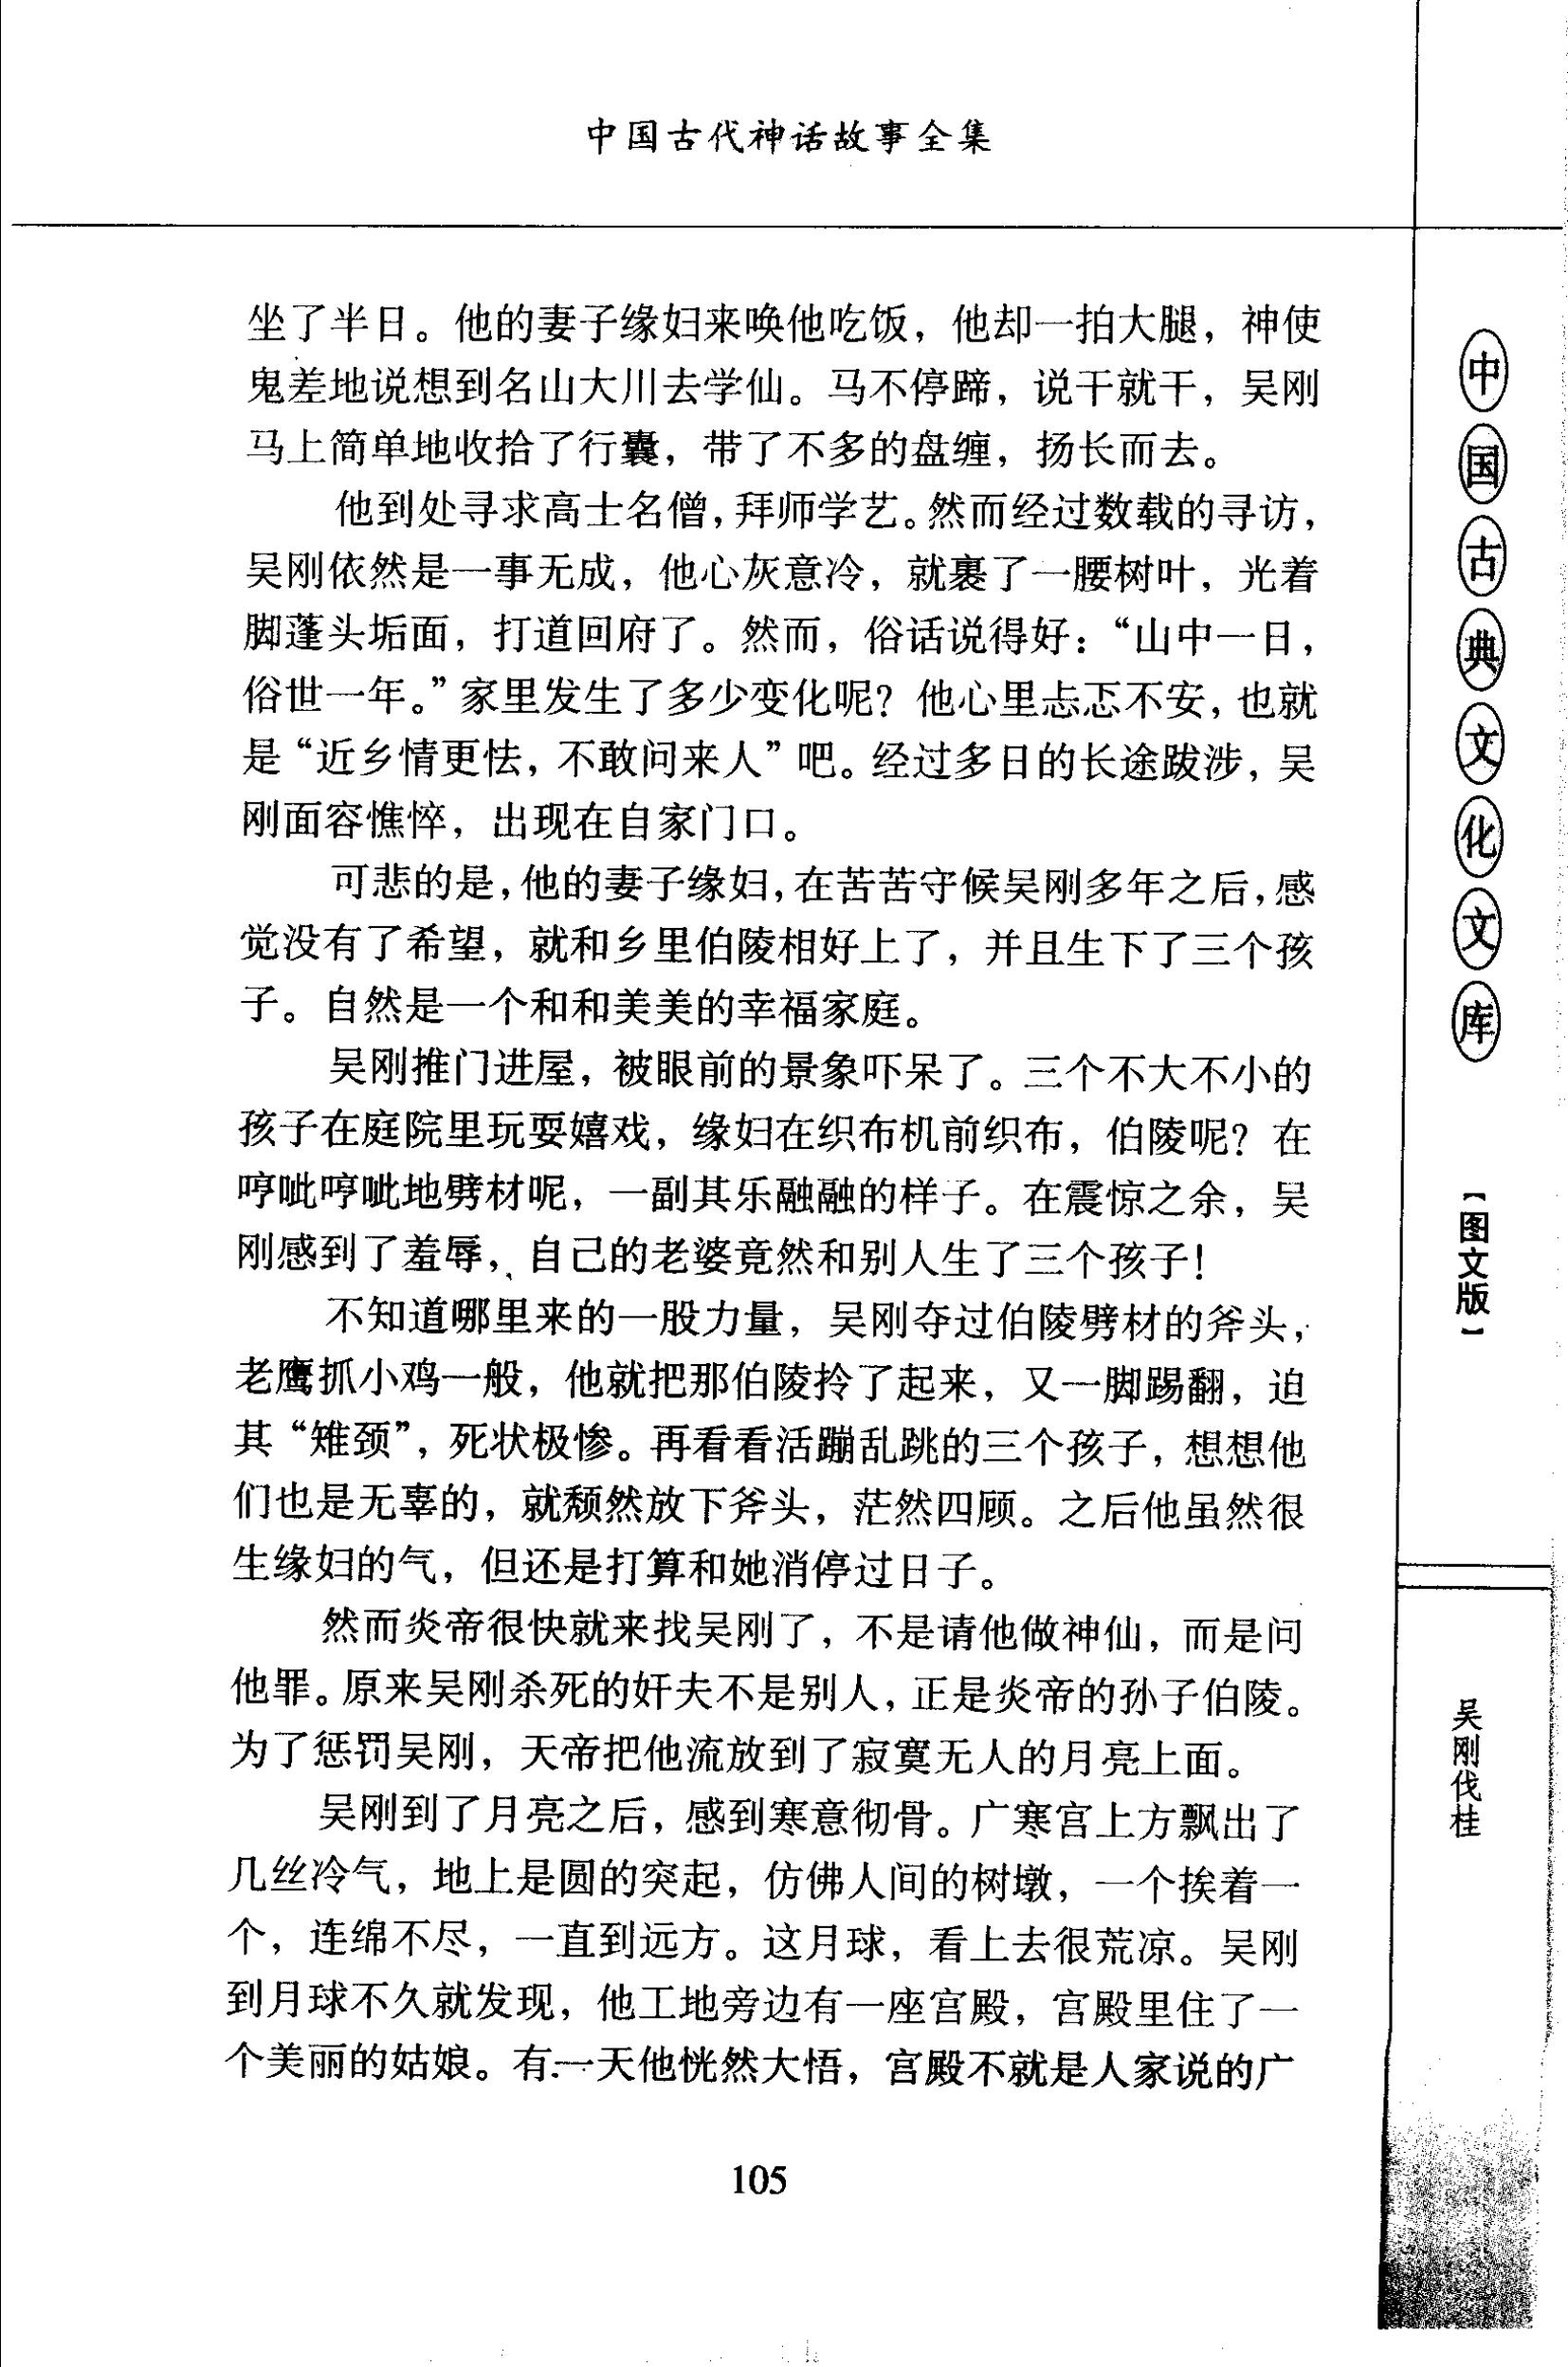 中国古代神话故事全集
坐了半日。他的妻子缘妇来唤他吃饭，他却一拍大腿，神使
鬼差地说想到名山大川去学仙。马不停蹄，说干就干，吴刚
马上简单地收拾了行囊，带了不多的盘缠，扬长而去。
他到处寻求高士名僧，拜师学艺。然而经过数载的寻访，
吴刚依然是一事无成，他心灰意冷，就裹了一腰树叶，光着
脚蓬头垢面，打道回府了。然而，俗话说得好：“山中一日，
俗世一年。”家里发生了多少变化呢？他心里忐忑不安，也就
是“近乡情更怯，不敢问来人”吧。经过多日的长途跋涉，吴
刚面容憔悴，出现在自家门口。
可悲的是，他的妻子缘妇，在苦苦守候吴刚多年之后，感
觉没有了希望，就和乡里伯陵相好上了，并且生下了三个孩
子。自然是一个和和美美的幸福家庭。
吴刚推门进屋，被眼前的景象吓呆了。三个不大不小的
孩子在庭院里玩耍嬉戏，缘妇在织布机前织布，伯陵呢？在
哼呲哼呲地劈材呢，一副其乐融融的样子。在震惊之余，吴
刚感到了羞辱，自己的老婆竟然和别人生了三个孩子！
不知道哪里来的一股力量，吴刚夺过伯陵劈材的斧头，
老鹰抓小鸡一般，他就把那伯陵拎了起来，又一脚踢翻，迫
其“雉颈”，死状极惨。再看看活蹦乱跳的三个孩子，想想他
们也是无辜的，就颓然放下斧头，茫然四顾。之后他虽然很
生缘妇的气，但还是打算和她消停过日子。
然而炎帝很快就来找吴刚了，不是请他做神仙，而是问
他罪。原来吴刚杀死的奸夫不是别人，正是炎帝的孙子伯陵。
为了惩罚吴刚，天帝把他流放到了寂寞无人的月亮上面。
吴刚到了月亮之后，感到寒意彻骨。广寒宫上方飘出了
几丝冷气，地上是圆的突起，仿佛人间的树墩，一个挨着一
个，连绵不尽，一直到远方。这月球，看上去很荒凉。吴刚
到月球不久就发现，他工地旁边有一座宫殿，宫殿里住了一
个美丽的姑娘。有一天他恍然大悟，宫殿不就是人家说的广
105
中国古典文化文库
【图文版】
吴刚伐桂